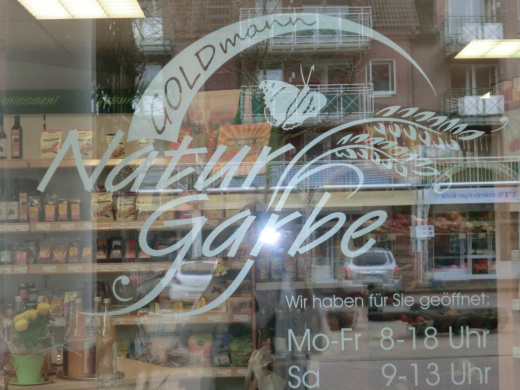 GOLDmann
Natur
Garbe
Wir haben für Sie geöffnet:
Mo-Fr 8-18 Uhr
Sa 9-13 Uhr